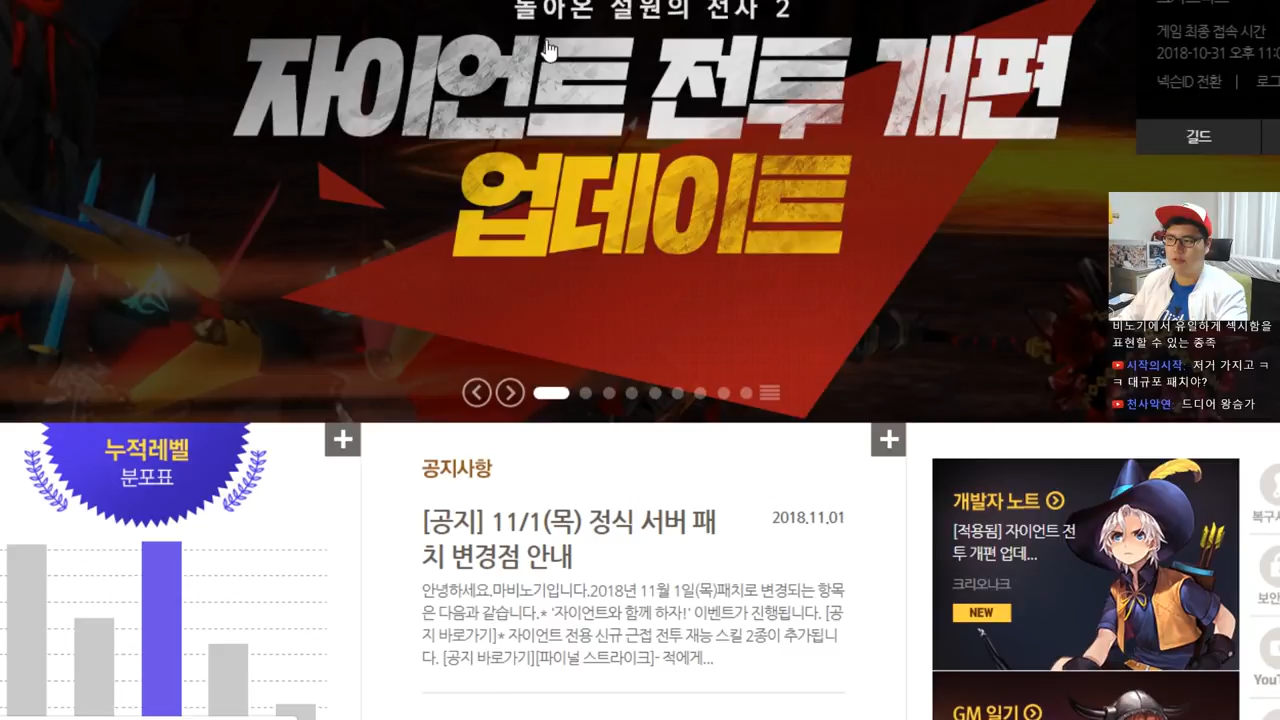 돌아온 설원의 전사 2
자이언트 전투 개편
업데이트
게임 최종 접속 시간
2018-10-31 오후 11:0
넥슨ID 전환 | 로그
길드
비노기에서 유일하게 섹시함을
표현할 수 있는 종족
시작의시작: 저거 가지고 ㅋ
ㅋ 대규포 패치야?
천사악연: 드디어 왕슴가
누적레벨
분포표
공지사항
[공지] 11/1(목) 정식 서버 패
치 변경점 안내
2018.11.01
안녕하세요.마비노기입니다.2018년 11월 1일(목)패치로 변경되는 항목
은 다음과 같습니다.* '자이언트와 함께 하자!' 이벤트가 진행됩니다. [공
지 바로가기]* 자이언트 전용 신규 근접 전투 재능 스킬 2종이 추가됩니
다. [공지 바로가기][파이널 스트라이크]- 적에게...
개발자 노트
[적용됨] 자이언트 전
투 개편 업데...
크리오나크
NEW
GM 일기
복구시
보안
YouT